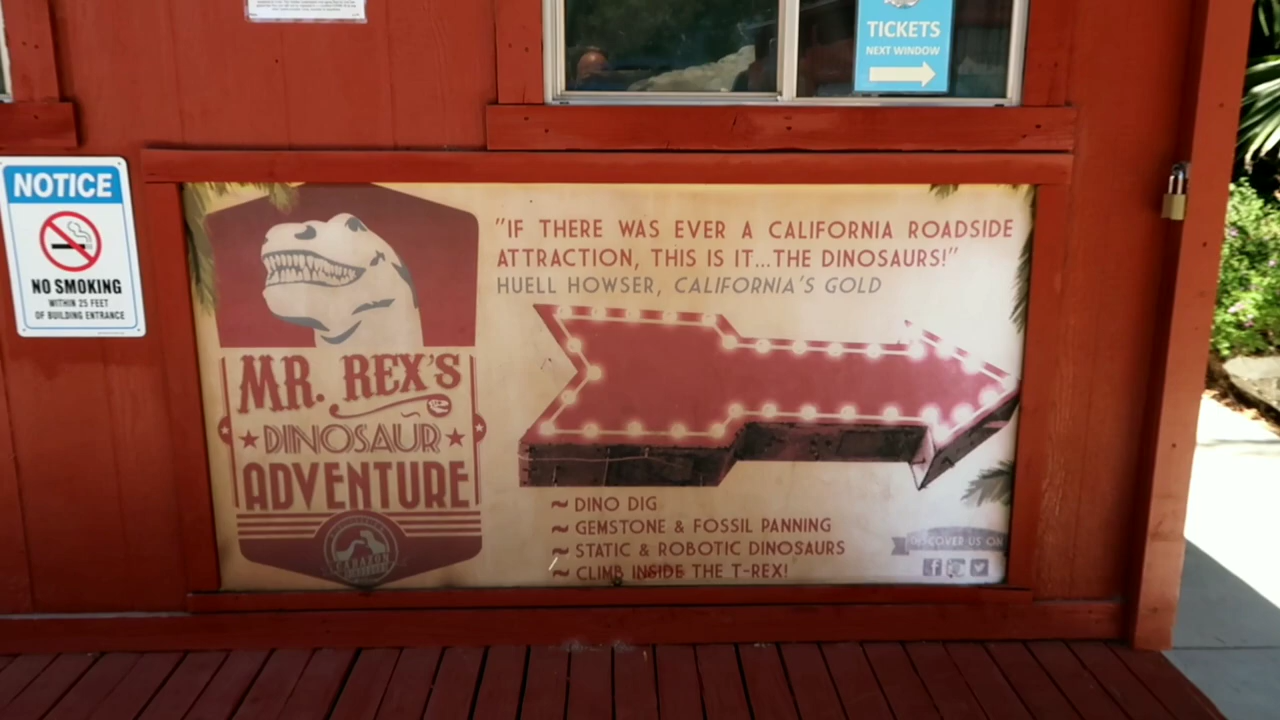 TICKETS
NEXT WINDOW
NOTICE
NO SMOKING
WITHIN 25 FEET
OF BUILDING ENTRANCE
"IF THERE WAS EVER A CALIFORNIA ROADSIDE
ATTRACTION, THIS IS IT...THE DINOSAURS!"
HUELL HOWSER, CALIFORNIA'S GOLD
MR. REX'S
DINOSAUR
ADVENTURE
CABAZON
~ DINO DIG
~ GEMSTONE & FOSSIL PANNING
~ STATIC & ROBOTIC DINOSAURS
~ CLIMB INSIDE THE T-REX!
DISCOVER US ON